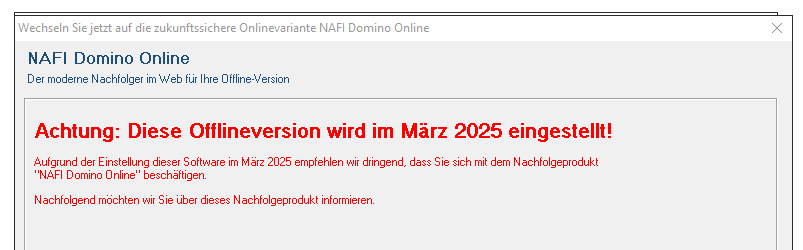 Wechseln Sie jetzt auf die zukunftssichere Onlinevariante NAFI Domino Online
NAFI Domino Online
Der moderne Nachfolger im Web für Ihre Offline-Version
Achtung: Diese Offlineversion wird im März 2025 eingestellt!
Aufgrund der Einstellung dieser Software im März 2025 empfehlen wir dringend, dass Sie sich mit dem Nachfolgeprodukt
"NAFI Domino Online" beschäftigen.
Nachfolgend möchten wir Sie über dieses Nachfolgeprodukt informieren.